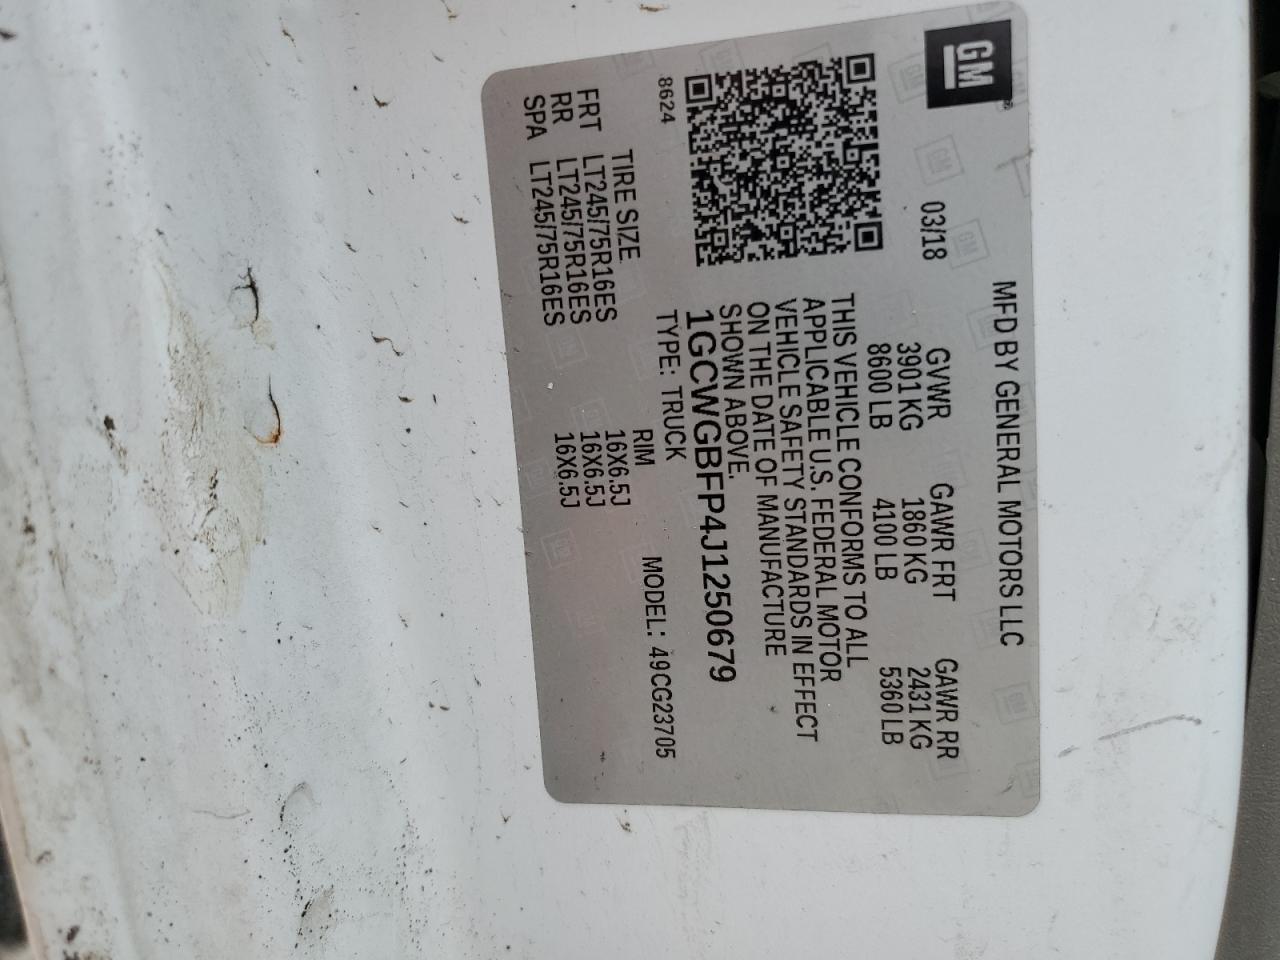 GM
MFD BY GENERAL MOTORS LLC
03/18
GVWR GAWR FRT GAWR RR
3901 KG 1860 KG 2431 KG
8600 LB 4100 LB 5360 LB
THIS VEHICLE CONFORMS TO ALL
APPLICABLE U.S. FEDERAL MOTOR
VEHICLE SAFETY STANDARDS IN EFFECT
ON THE DATE OF MANUFACTURE
SHOWN ABOVE.
1GCWGBFP4J1250679
8624 TYPE: TRUCK MODEL: 49CG23705
TIRE SIZE RIM
FRT LT245/75R16ES 16X6.5J
RR LT245/75R16ES 16X6.5J
SPA LT245/75R16ES 16X6.5J